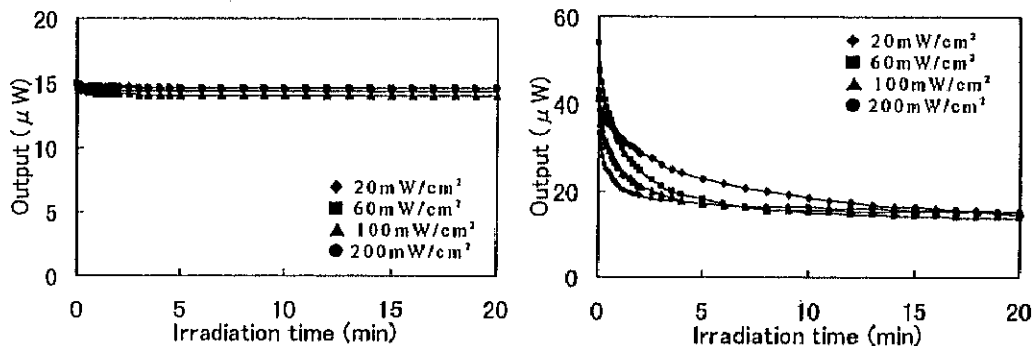 20
15
10
5
0
Output (μW)
◆ 20mW/cm²
■ 60mW/cm²
▲ 100mW/cm²
● 200mW/cm²
0 5 10 15 20
Irradiation time (min)
60
40
20
0
Output (μW)
◆ 20mW/cm²
■ 60mW/cm²
▲ 100mW/cm²
● 200mW/cm²
0 5 10 15 20
Irradiation time (min)